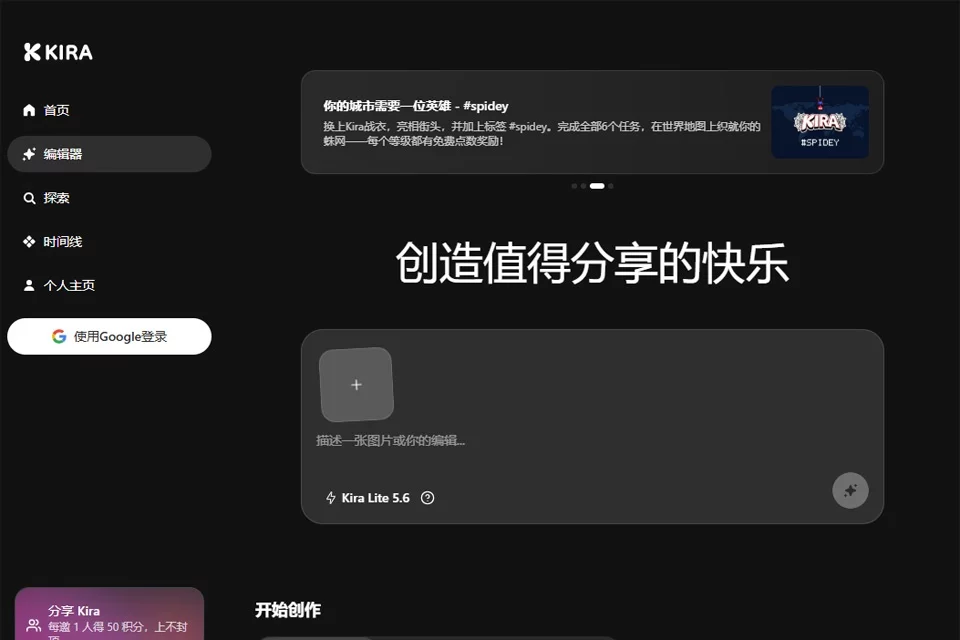 KIRA
首页
编辑器
探索
时间线
个人主页
使用Google登录
你的城市需要一位英雄 - #spidey
换上Kira战衣，亮相街头，并加上标签 #spidey。完成全部6个任务，在世界地图上织就你的
蛛网——每个等级都有免费点数奖励！
KIRA
#SPIDEY
创造值得分享的快乐
描述一张图片或你的编辑...
Kira Lite 5.6
分享 Kira
每邀 1 人得 50 积分，上不封
顶
开始创作